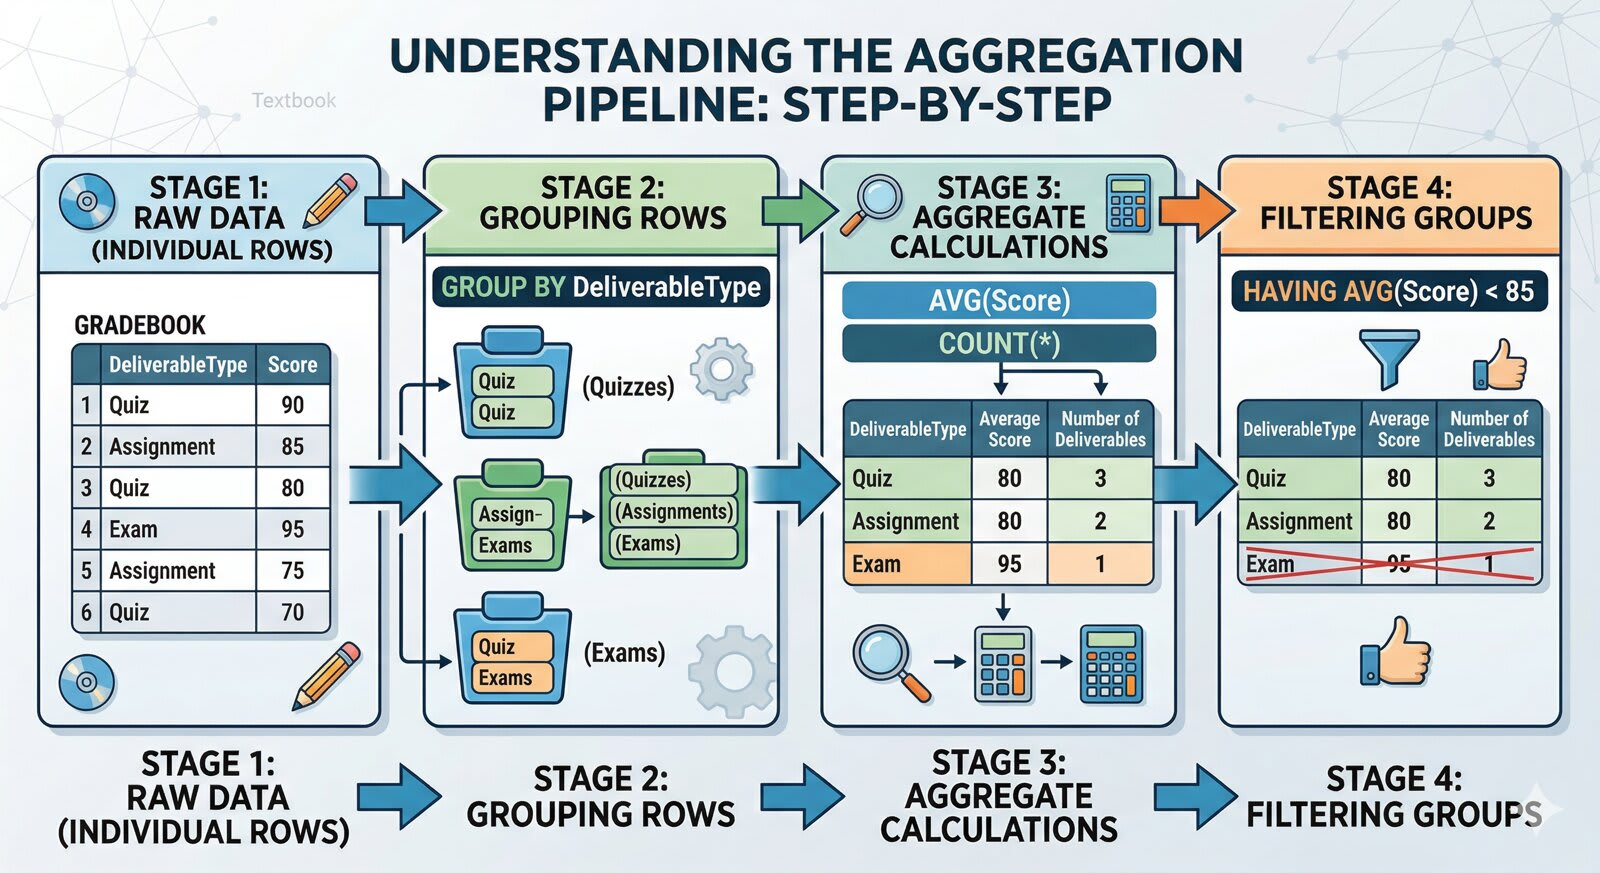 Textbook
UNDERSTANDING THE AGGREGATION
PIPELINE: STEP-BY-STEP
STAGE 1:
RAW DATA
(INDIVIDUAL ROWS)
GRADEBOOK
DeliverableType Score
1 Quiz 90
2 Assignment 85
3 Quiz 80
4 Exam 95
5 Assignment 75
6 Quiz 70
STAGE 2:
GROUPING ROWS
GROUP BY DeliverableType
Quiz
Quiz
(Quizzes)
Assign-
Exams
(Quizzes)
(Assignments)
(Exams)
Quiz
Exams
(Exams)
STAGE 3:
AGGREGATE
CALCULATIONS
AVG(Score)
COUNT(*)
DeliverableType Average Score Number of Deliverables
Quiz 80 3
Assignment 80 2
Exam 95 1
STAGE 4:
FILTERING GROUPS
HAVING AVG(Score) < 85
DeliverableType Average Score Number of Deliverables
Quiz 80 3
Assignment 80 2
Exam 95 1
STAGE 1:
RAW DATA
(INDIVIDUAL ROWS)
STAGE 2:
GROUPING ROWS
STAGE 3:
AGGREGATE
CALCULATIONS
STAGE 4:
FILTERING GROUPS